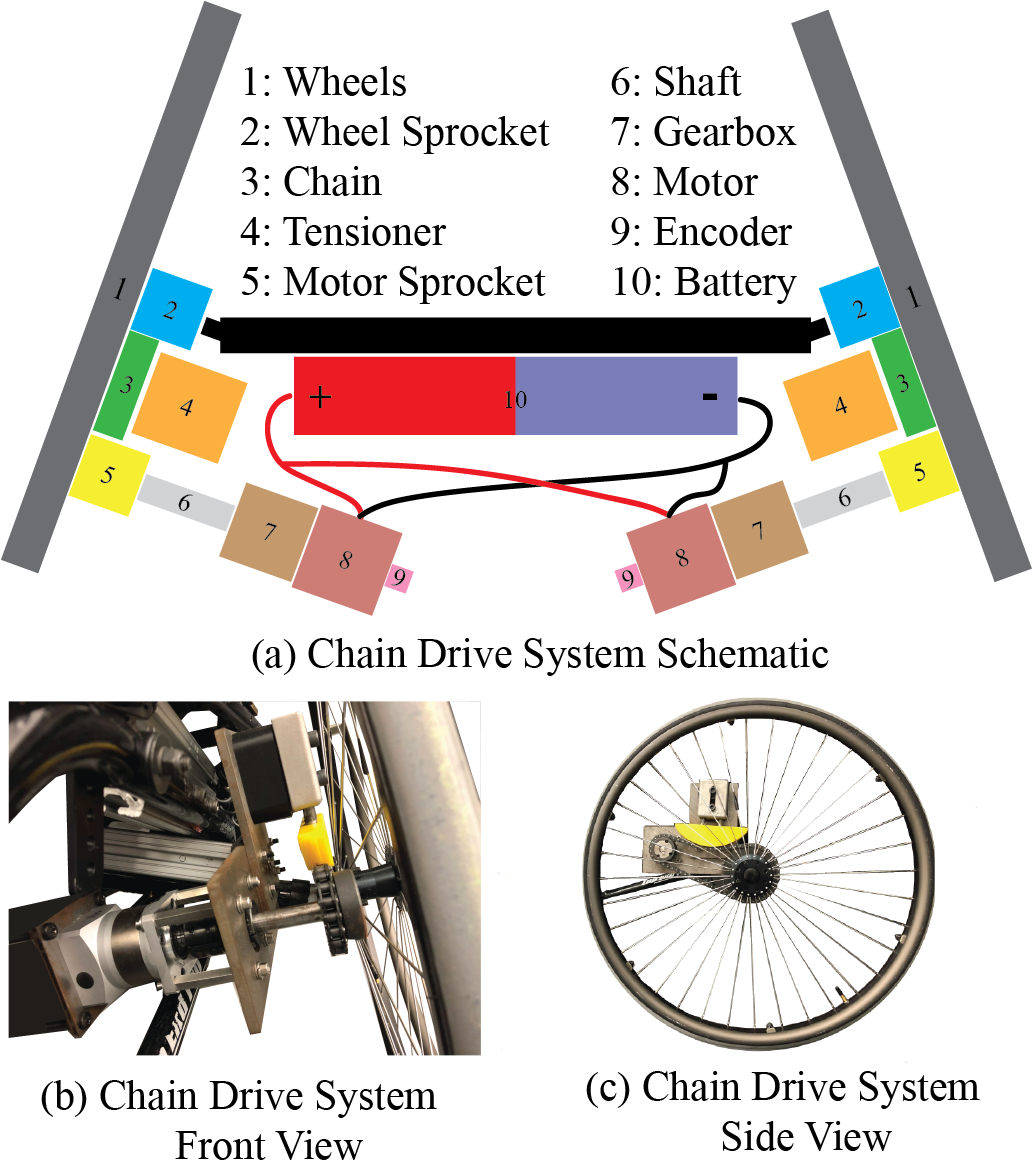 1: Wheels
2: Wheel Sprocket
3: Chain
4: Tensioner
5: Motor Sprocket
6: Shaft
7: Gearbox
8: Motor
9: Encoder
10: Battery
1
2
3
4
5
6
7
8
9
+
10
-
1
2
3
4
5
6
7
8
9
(a) Chain Drive System Schematic
(b) Chain Drive System
Front View
(c) Chain Drive System
Side View